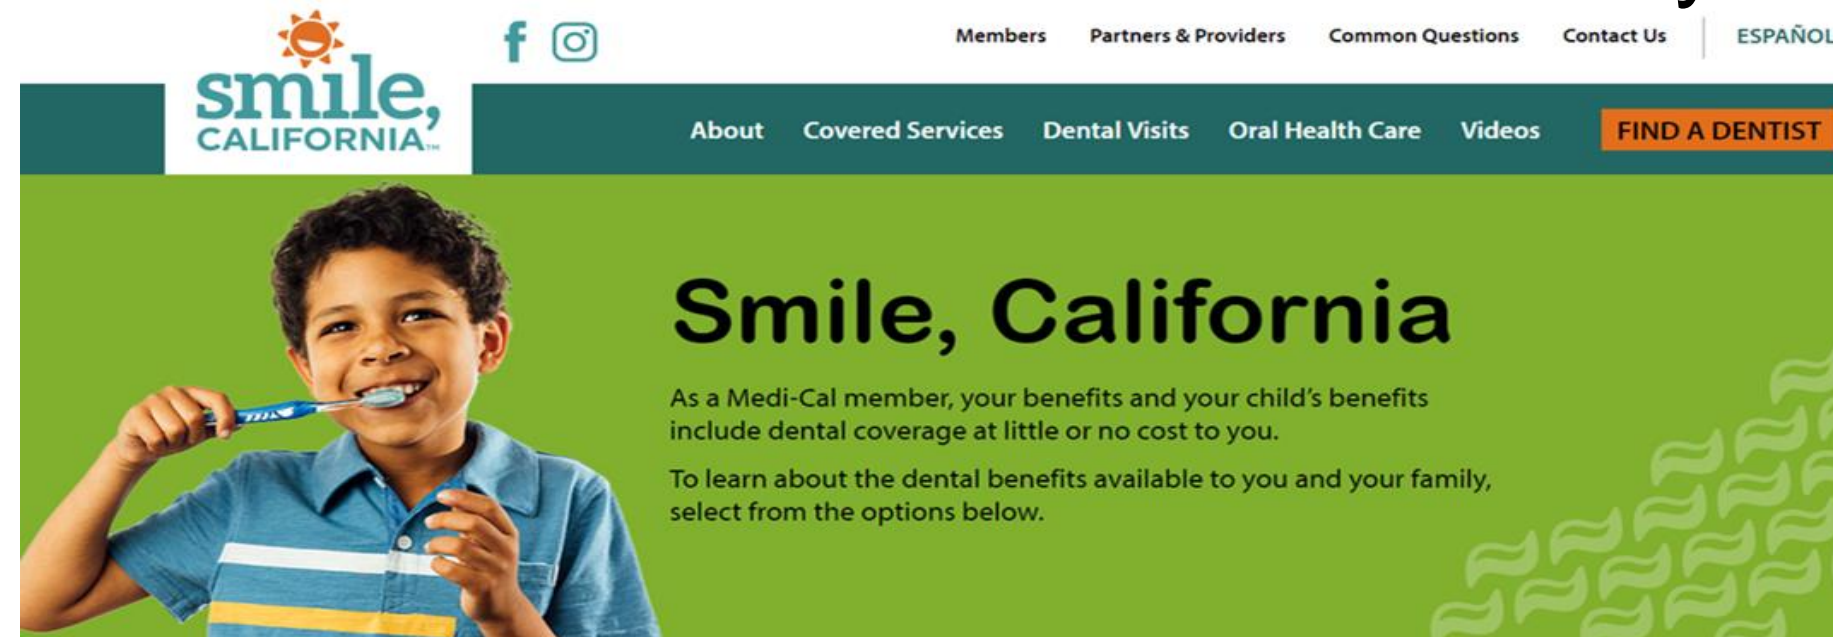 smile,
CALIFORNIA™
Members Partners & Providers Common Questions Contact Us ESPAÑOL
About Covered Services Dental Visits Oral Health Care Videos FIND A DENTIST
Smile, California
As a Medi-Cal member, your benefits and your child’s benefits
include dental coverage at little or no cost to you.
To learn about the dental benefits available to you and your family,
select from the options below.